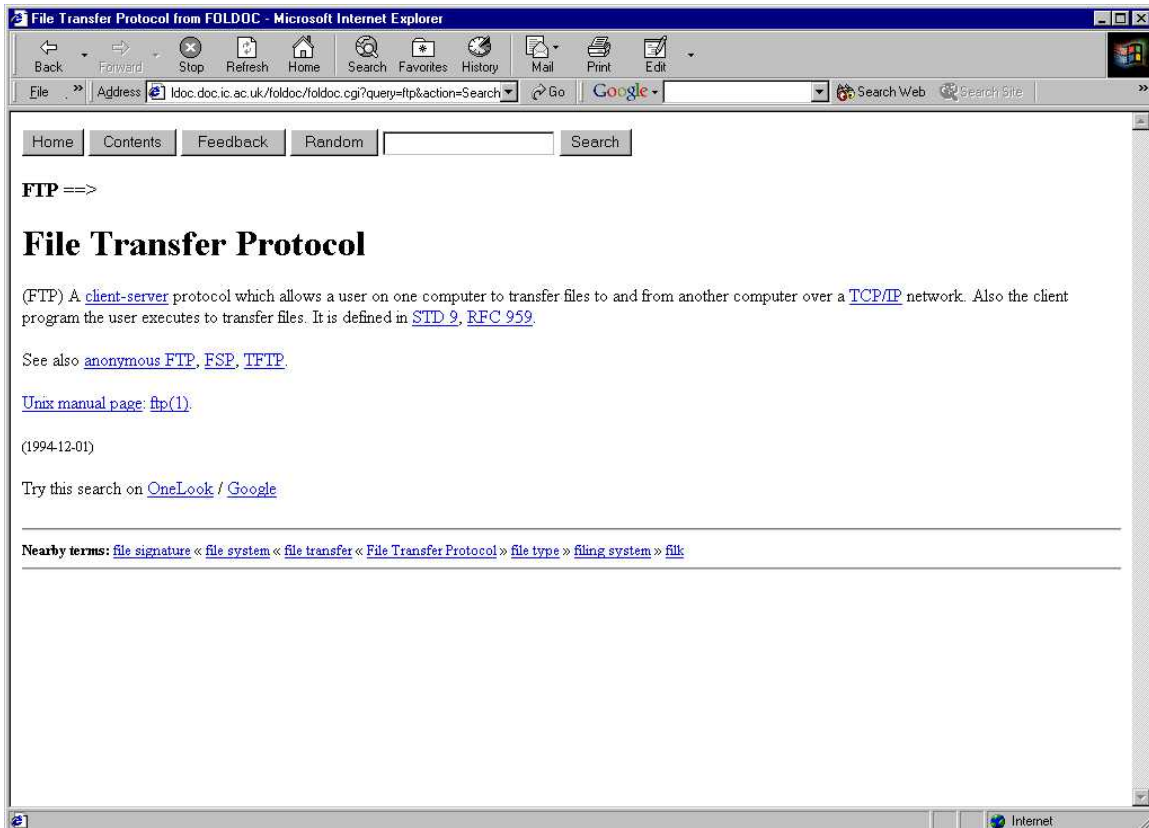 File Transfer Protocol from FOLDOC - Microsoft Internet Explorer
Back Forward Stop Refresh Home Search Favorites History Mail Print Edit
File » Address ldoc.doc.ic.ac.uk/foldoc/foldoc.cgi?query=ftp&action=Search Go Google Search Web Search Site »
Home Contents Feedback Random Search
FTP ==>
File Transfer Protocol
(FTP) A client-server protocol which allows a user on one computer to transfer files to and from another computer over a TCP/IP network. Also the client
program the user executes to transfer files. It is defined in STD 9, RFC 959.
See also anonymous FTP, FSP, TFTP.
Unix manual page: ftp(1).
(1994-12-01)
Try this search on OneLook / Google
Nearby terms: file signature « file system « file transfer « File Transfer Protocol » file type » filing system » filk
Internet